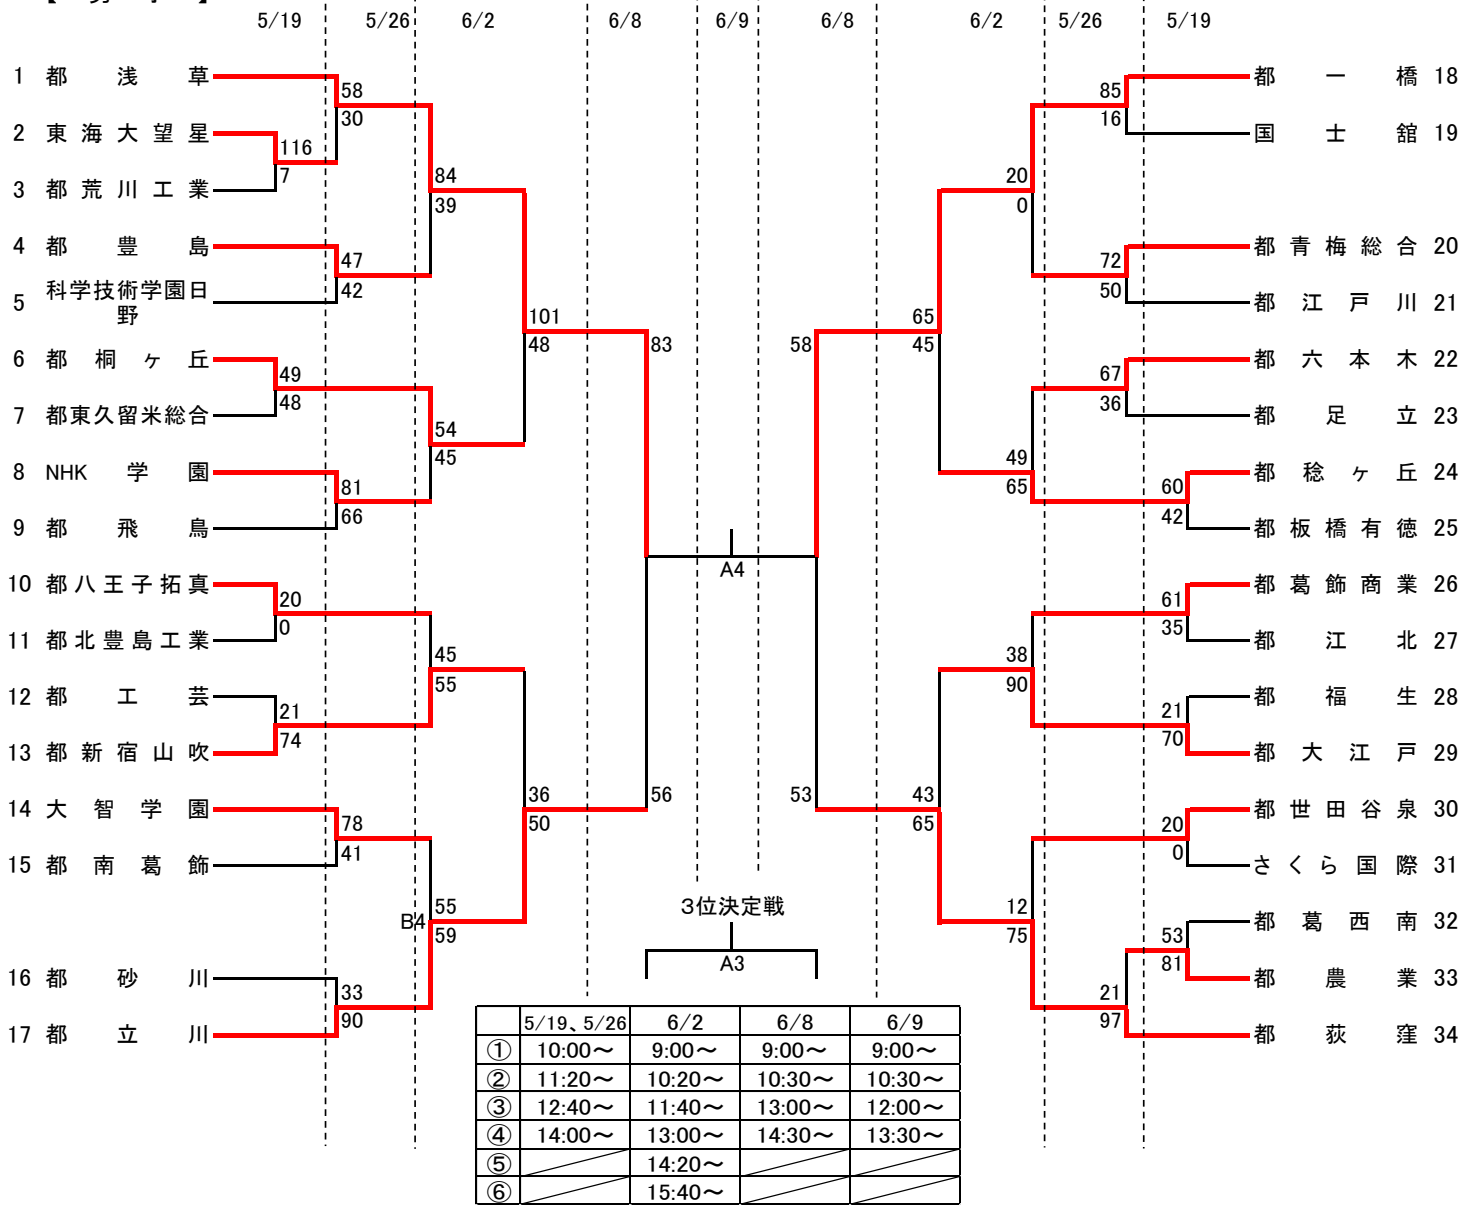 5/19 5/26 6/2 6/8 6/9 6/8 6/2 5/26 5/19
1 都浅草
2 東海大望星
3 都荒川工業
4 都豊島
5 科学技術学園日野
6 都桐ヶ丘
7 都東久留米総合
8 NHK学園
9 都飛鳥
10 都八王子拓真
11 都北豊島工業
12 都工芸
13 都新宿山吹
14 大智学園
15 都南葛飾
16 都砂川
17 都立川
58
30
116
7
47
42
49
48
81
66
20
0
21
74
78
41
33
90
84
39
54
45
45
55
B4
55
59
101
48
36
50
83
56
A4
3位決定戦
A3
58
53
65
45
43
65
20
0
49
65
38
90
12
75
85
16
72
50
67
36
60
42
61
35
21
70
20
0
53
81
21
97
都一橋 18
国士舘 19
都青梅総合 20
都江戸川 21
都六本木 22
都足立 23
都稔ヶ丘 24
都板橋有徳 25
都葛飾商業 26
都江北 27
都福生 28
都大江戸 29
都世田谷泉 30
さくら国際 31
都葛西南 32
都農業 33
都荻窪 34
5/19、5/26 6/2 6/8 6/9
① 10:00～ 9:00～ 9:00～ 9:00～
② 11:20～ 10:20～ 10:30～ 10:30～
③ 12:40～ 11:40～ 13:00～ 12:00～
④ 14:00～ 13:00～ 14:30～ 13:30～
⑤ 14:20～
⑥ 15:40～